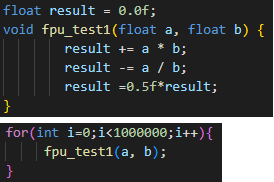 float result = 0.0f;
void fpu_test1(float a, float b) {
        result += a * b;
        result -= a / b;
        result =0.5f*result;
}
for(int i=0;i<1000000;i++){
        fpu_test1(a, b);
}